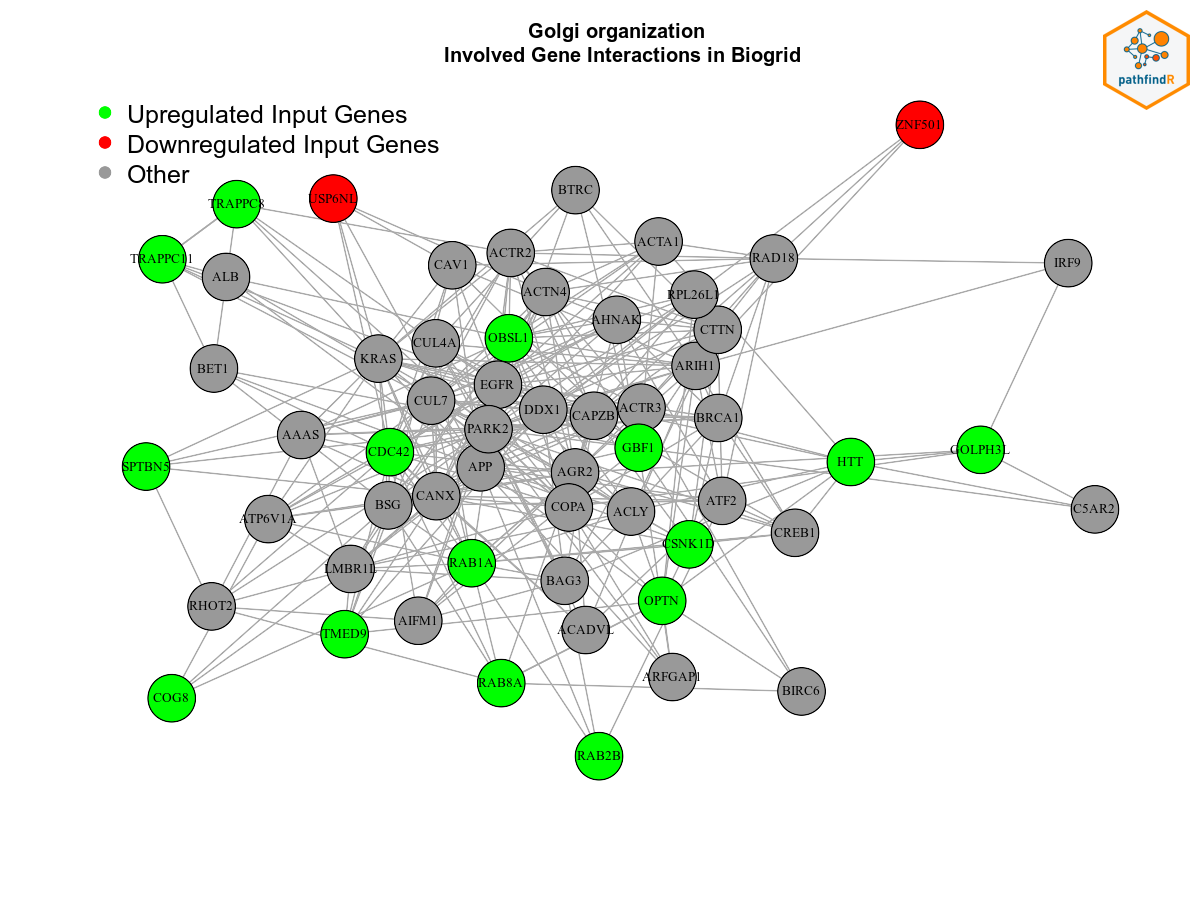 Golgi organization
Involved Gene Interactions in Biogrid
pathfindR
Upregulated Input Genes
Downregulated Input Genes
Other
ZNF501
TRAPPC8
USP6NL
BTRC
TRAPPC11
ALB
CAV1
ACTR2
ACTA1
RAD18
IRF9
ACTN4
RPL26L1
AHNAK
CTTN
OBSL1
CUL4A
KRAS
BET1
ARIH1
EGFR
CUL7
DDX1
CAPZB
ACTR3
BRCA1
PARK2
AAAS
CDC42
GBF1
HTT
GOLPH3L
SPTBN5
APP
AGR2
CANX
BSG
COPA
ACLY
ATF2
C5AR2
ATP6V1A
CREB1
CSNK1D
LMBR1L
RAB1A
BAG3
OPTN
RHOT2
AIFM1
TMED9
ACADVL
COG8
RAB8A
ARFGAP1
BIRC6
RAB2B